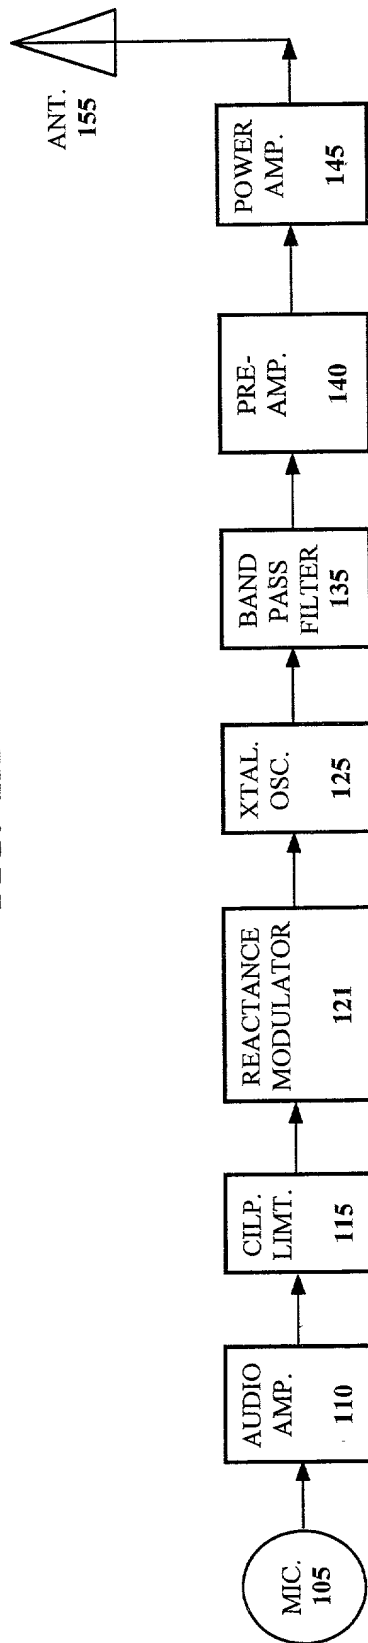 MIC.
105
AUDIO
AMP.
110
CILP.
LIMT.
115
REACTANCE
MODULATOR
121
XTAL.
OSC.
125
BAND
PASS
FILTER
135
PRE-
AMP.
140
POWER
AMP.
145
ANT.
155